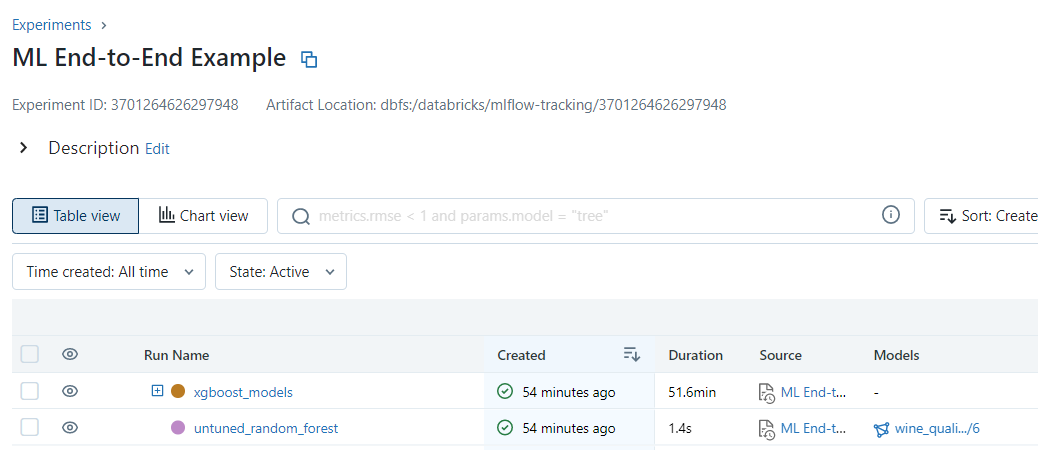 Experiments >
ML End-to-End Example
Experiment ID: 3701264626297948 Artifact Location: dbfs:/databricks/mlflow-tracking/3701264626297948
Description Edit
Table view Chart view metrics.rmse < 1 and params.model = "tree" Sort: Create
Time created: All time State: Active
Run Name Created Duration Source Models
xgboost_models 54 minutes ago 51.6min ML End-t... -
untuned_random_forest 54 minutes ago 1.4s ML End-t... wine_quali.../6